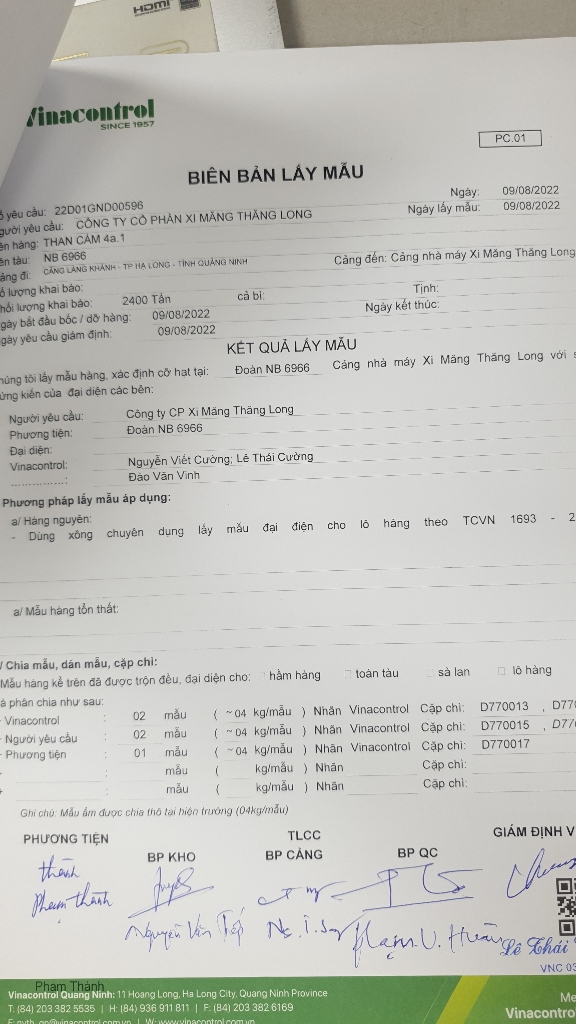 HDMI
Vinacontrol
SINCE 1957
PC.01
BIÊN BẢN LẤY MẪU
Ngày: 09/08/2022
yêu cầu: 22D01GND00596
Ngày lấy mẫu: 09/08/2022
yêu cầu: CÔNG TY CỔ PHẦN XI MĂNG THĂNG LONG
hàng: THAN CÁM 4a.1
tàu: NB 6966
đi: CẢNG LÀNG KHÁNH - TP HẠ LONG - TỈNH QUẢNG NINH
Cảng đến: Cảng nhà máy Xi Măng Thăng Long
lượng khai báo:
cả bì:
Tịnh:
lượng khai báo: 2400 Tấn
Ngày kết thúc:
bắt đầu bốc / dỡ hàng: 09/08/2022
yêu cầu giám định: 09/08/2022
KẾT QUẢ LẤY MẪU
tôi lấy mẫu hàng, xác định cỡ hạt tại: Đoàn NB 6966 Cảng nhà máy Xi Măng Thăng Long với
kiến của đại diện các bên:
Người yêu cầu: Công ty CP Xi Măng Thăng Long
Phương tiện: Đoàn NB 6966
Đại diện:
Vinacontrol: Nguyễn Viết Cường; Lê Thái Cường
Đào Văn Vinh
Phương pháp lấy mẫu áp dụng:
a/ Hàng nguyên:
- Dùng xông chuyên dụng lấy mẫu đại diện cho lô hàng theo TCVN 1693 - 2
a/ Mẫu hàng tổn thất:
/ Chia mẫu, dán mẫu, cặp chì:
Mẫu hàng kể trên đã được trộn đều, đại diện cho: hầm hàng toàn tàu sà lan lô hàng
phân chia như sau:
- Vinacontrol : 02 mẫu ( ~ 04 kg/mẫu ) Nhãn Vinacontrol Cặp chì: D770013 , D77
- Người yêu cầu : 02 mẫu ( ~ 04 kg/mẫu ) Nhãn Vinacontrol Cặp chì: D770015 , D77
- Phương tiện : 01 mẫu ( ~ 04 kg/mẫu ) Nhãn Vinacontrol Cặp chì: D770017
mẫu ( kg/mẫu ) Nhãn Cặp chì:
mẫu ( kg/mẫu ) Nhãn Cặp chì:
Ghi chú: Mẫu ẩm được chia thô tại hiện trường (04kg/mẫu)
PHƯƠNG TIỆN
TLCC
GIÁM ĐỊNH V
BP KHO
BP CẢNG
BP QC
thành
Phạm thành
Nguyễn Văn
Phạm. V. Huân
Lê Thái
VNC 03
Phạm Thành
Vinacontrol Quang Ninh: 11 Hoang Long, Ha Long City, Quang Ninh Province
T: (84) 203 382 5535 | H: (84) 936 911 811 | F: (84) 203 382 6169
| W: www.vinacontrol.com.vn
Me
Vinacontro